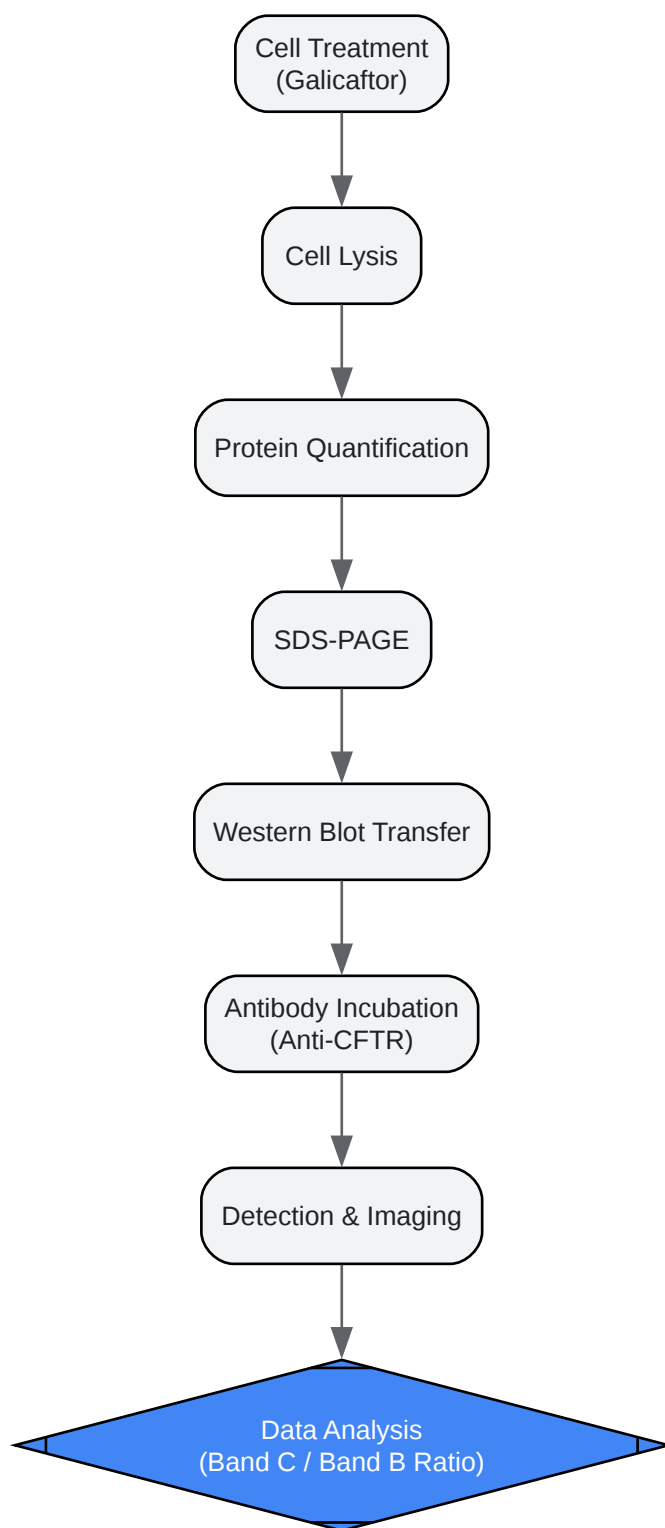 Cell Treatment
(Galicaftor)
Cell Lysis
Protein Quantification
SDS-PAGE
Western Blot Transfer
Antibody Incubation
(Anti-CFTR)
Detection & Imaging
Data Analysis
(Band C / Band B Ratio)